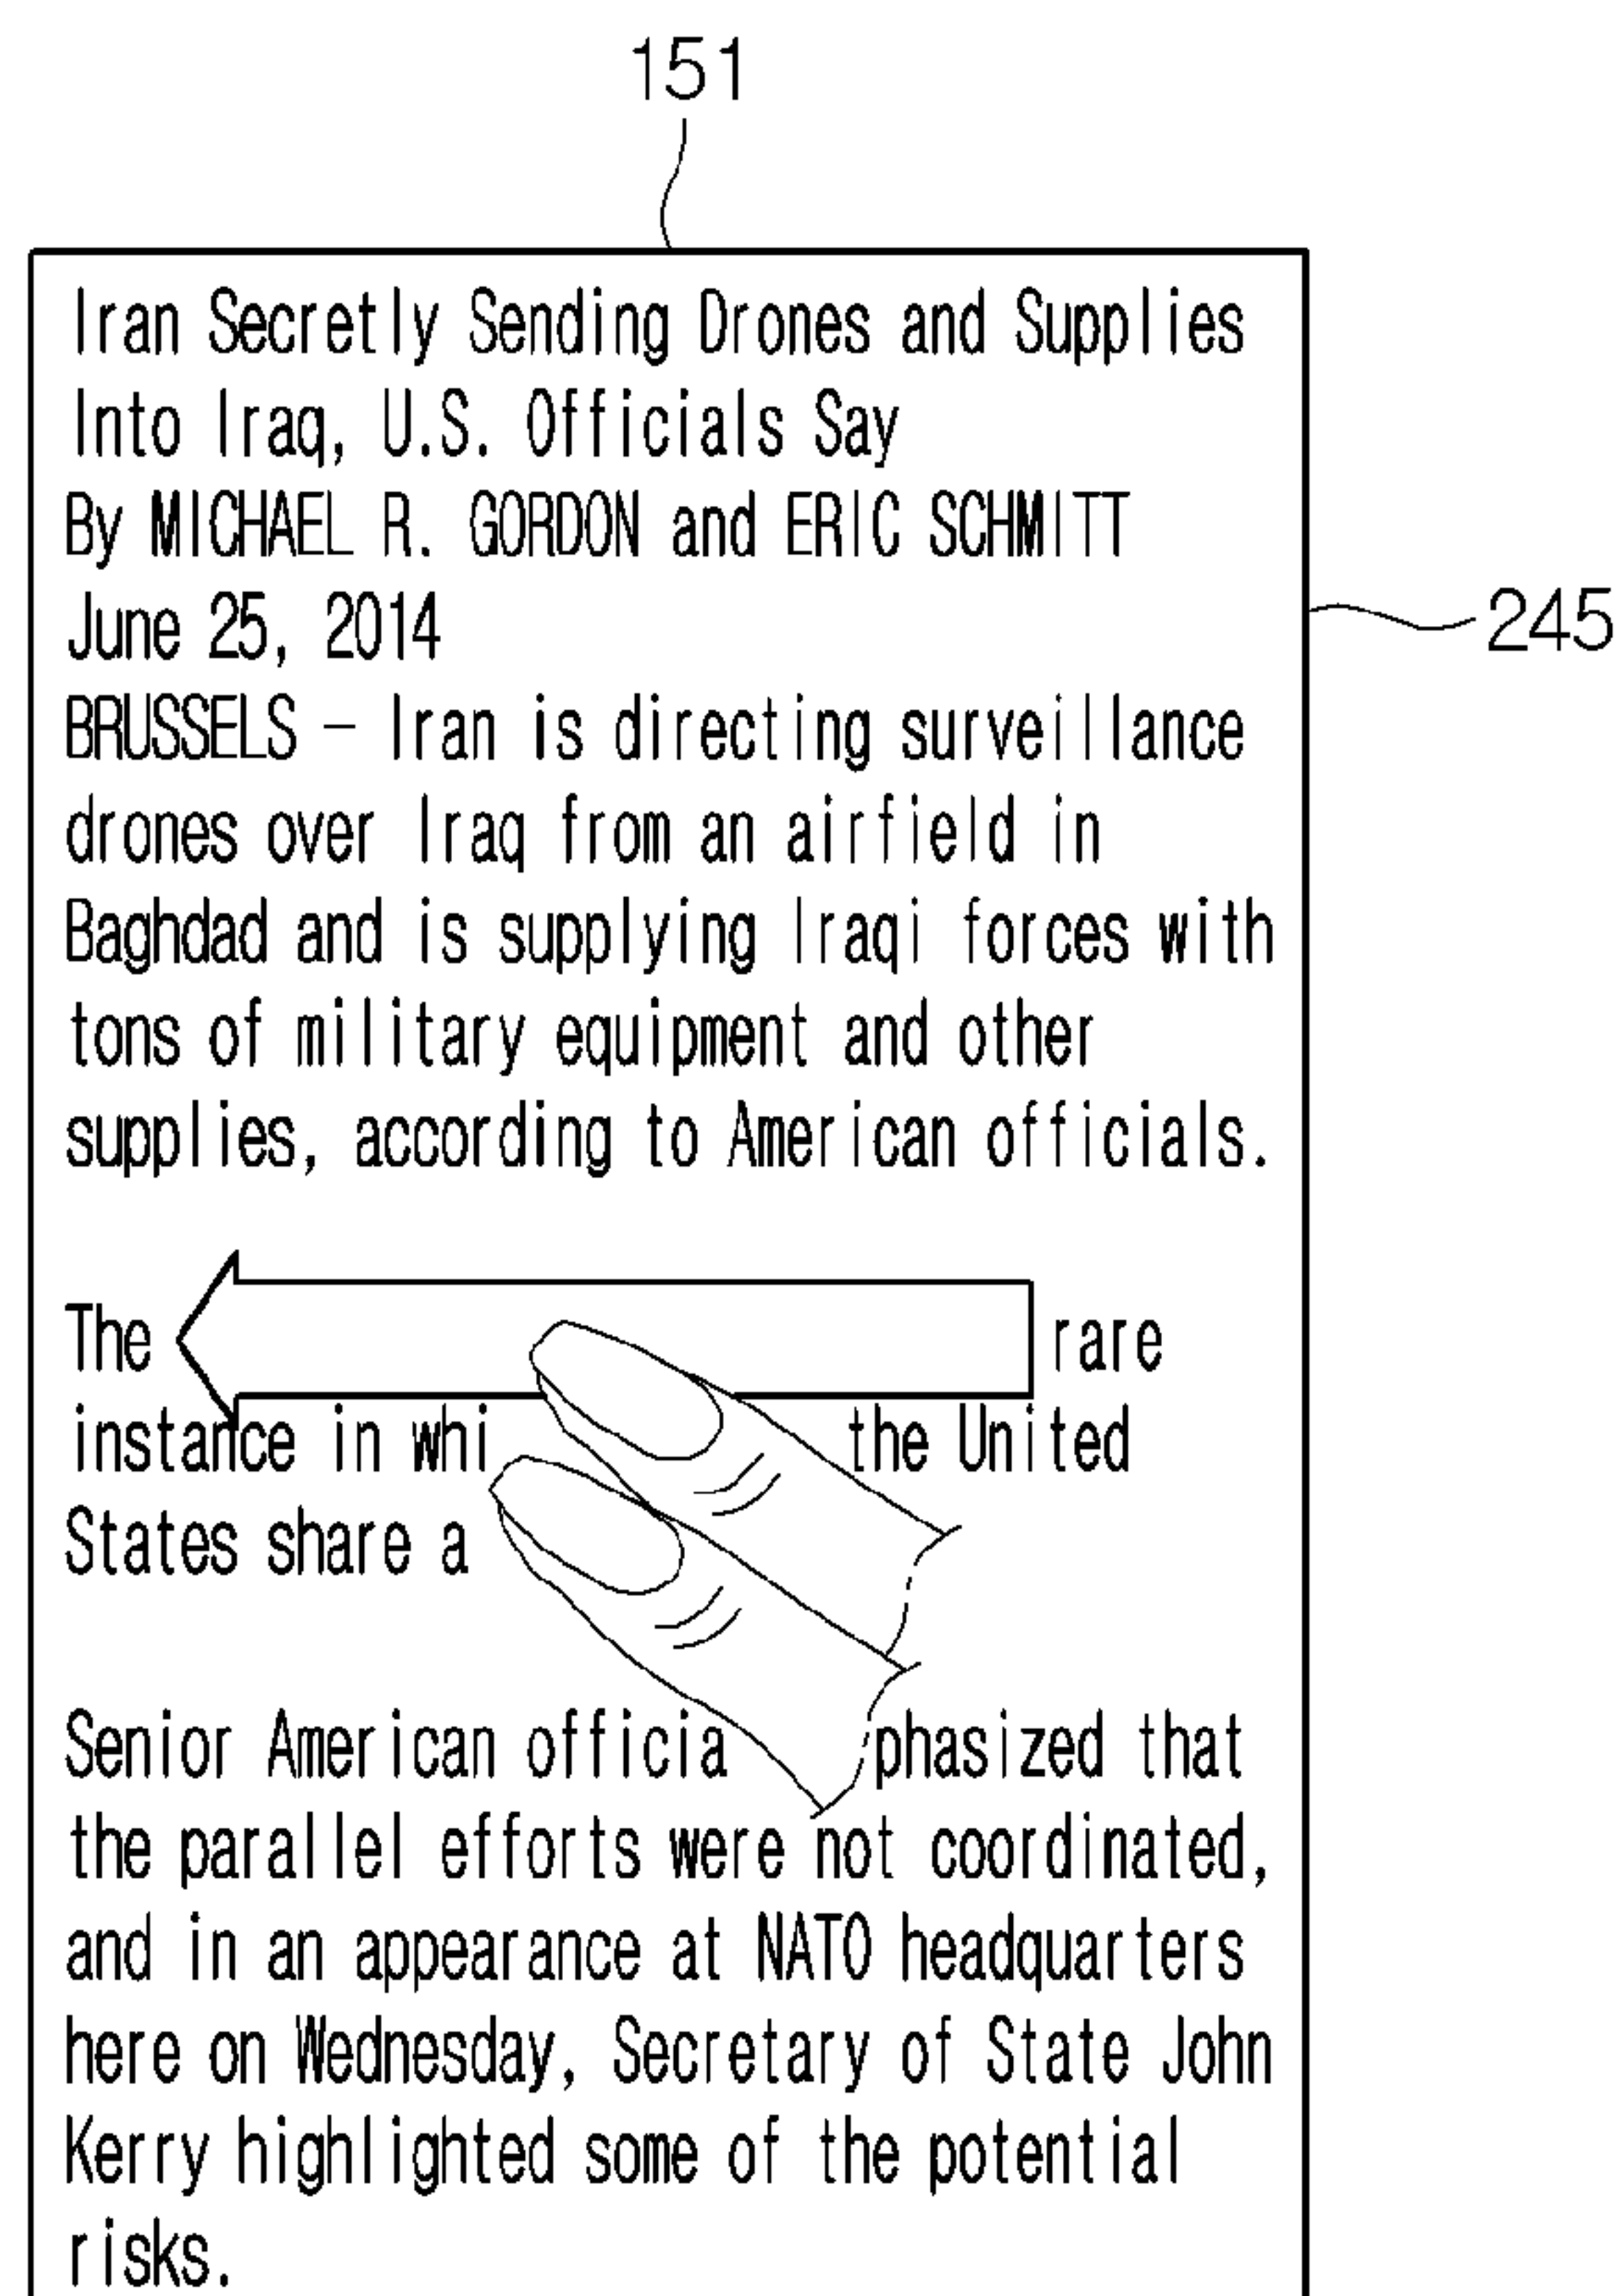 151
Iran Secretly Sending Drones and Supplies
Into Iraq, U.S. Officials Say
By MICHAEL R. GORDON and ERIC SCHMITT
June 25, 2014
245
BRUSSELS – Iran is directing surveillance
drones over Iraq from an airfield in
Baghdad and is supplying Iraqi forces with
tons of military equipment and other
supplies, according to American officials.
The rare
instance in whi the United
States share a
Senior American officia phasized that
the parallel efforts were not coordinated,
and in an appearance at NATO headquarters
here on Wednesday, Secretary of State John
Kerry highlighted some of the potential
risks.